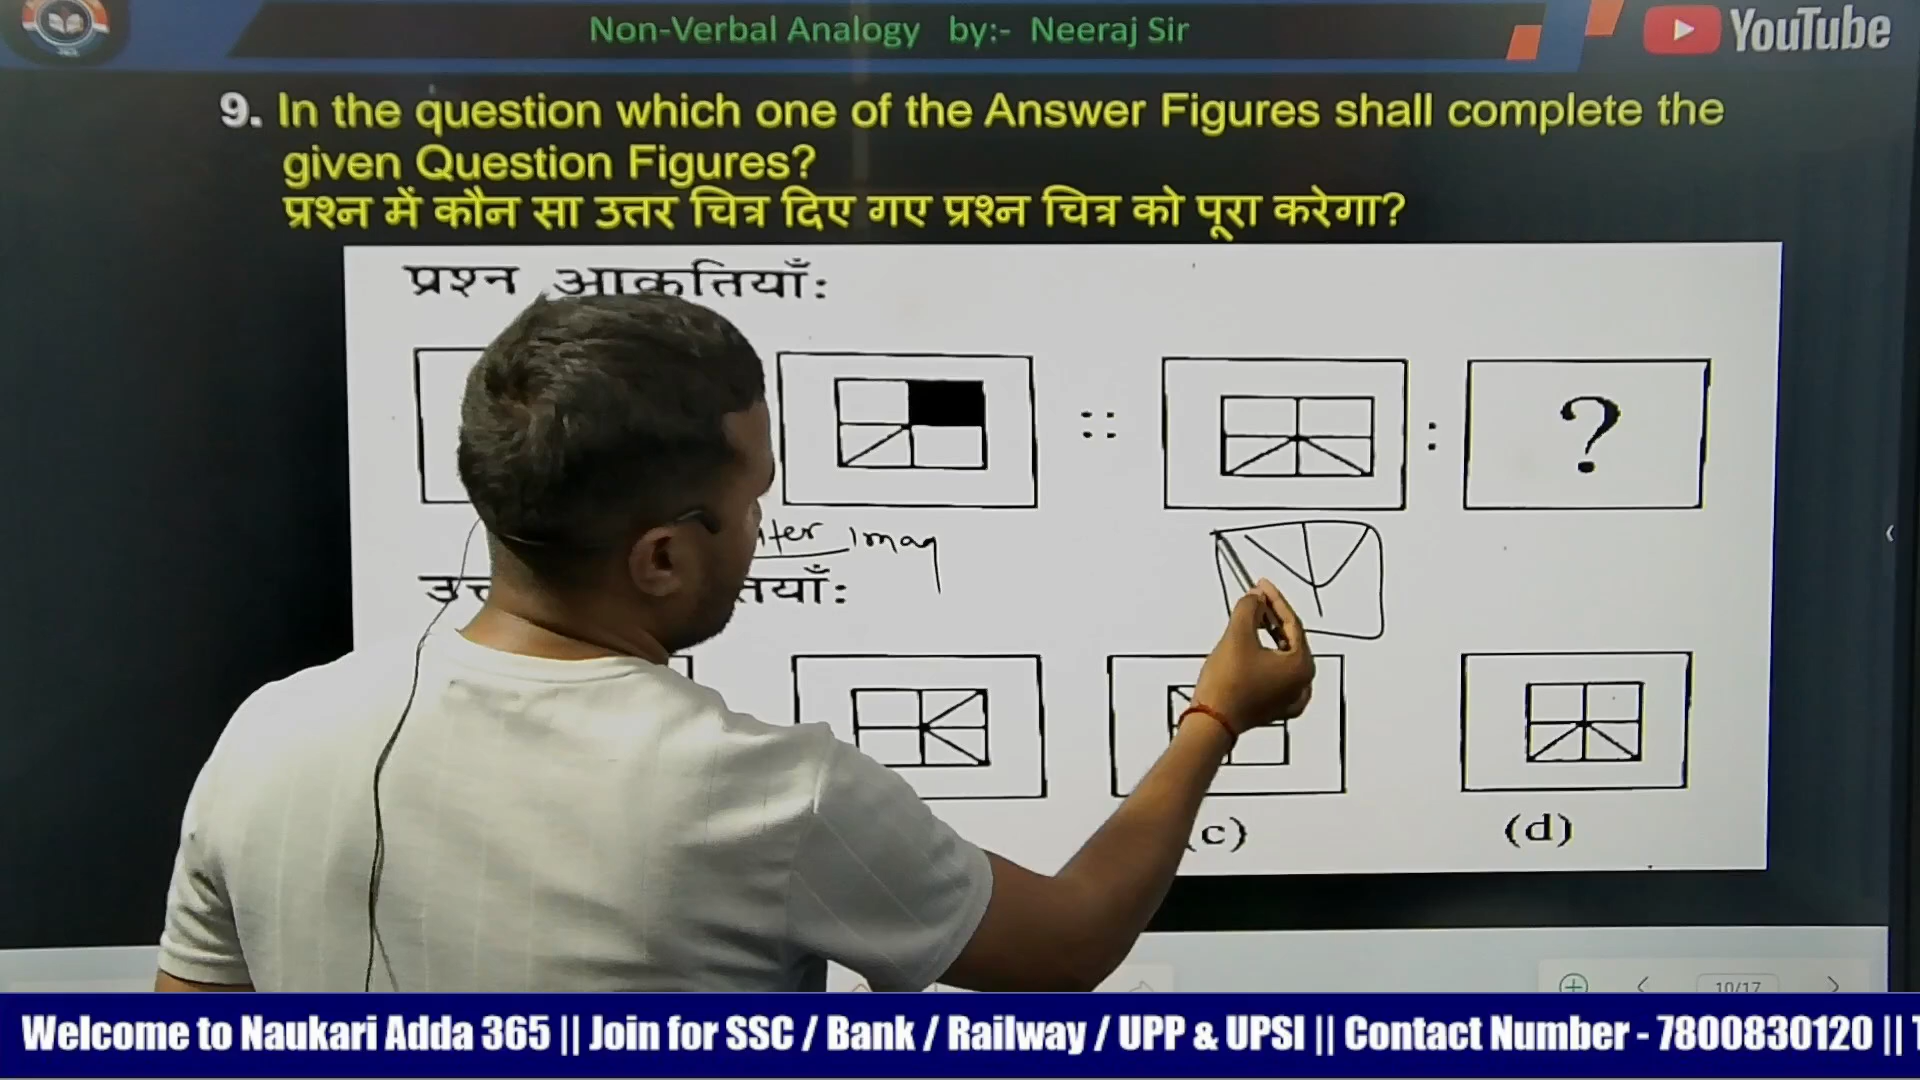 Non-Verbal Analogy by:- Neeraj Sir
YouTube
9. In the question which one of the Answer Figures shall complete the
given Question Figures?
प्रश्न में कौन सा उत्तर चित्र दिए गए प्रश्न चित्र को पूरा करेगा?
प्रश्न आकृतियाँ:
:: : ?
imag
(d)
10/17
Welcome to Naukari Adda 365 || Join for SSC / Bank / Railway / UPP & UPSI || Contact Number - 7800830120 ||